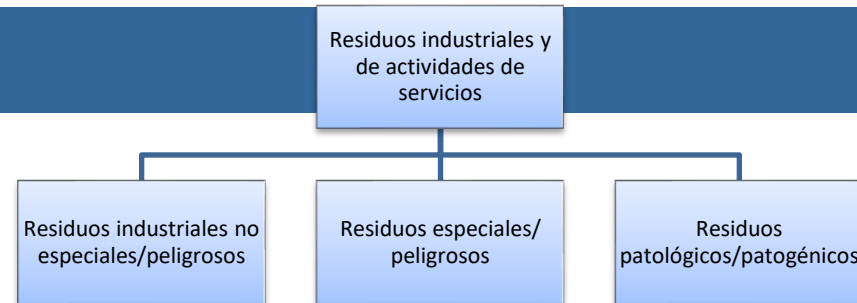 Residuos industriales y
de actividades de
servicios
Residuos industriales no
especiales/peligrosos
Residuos especiales/
peligrosos
Residuos
patológicos/patogénicos